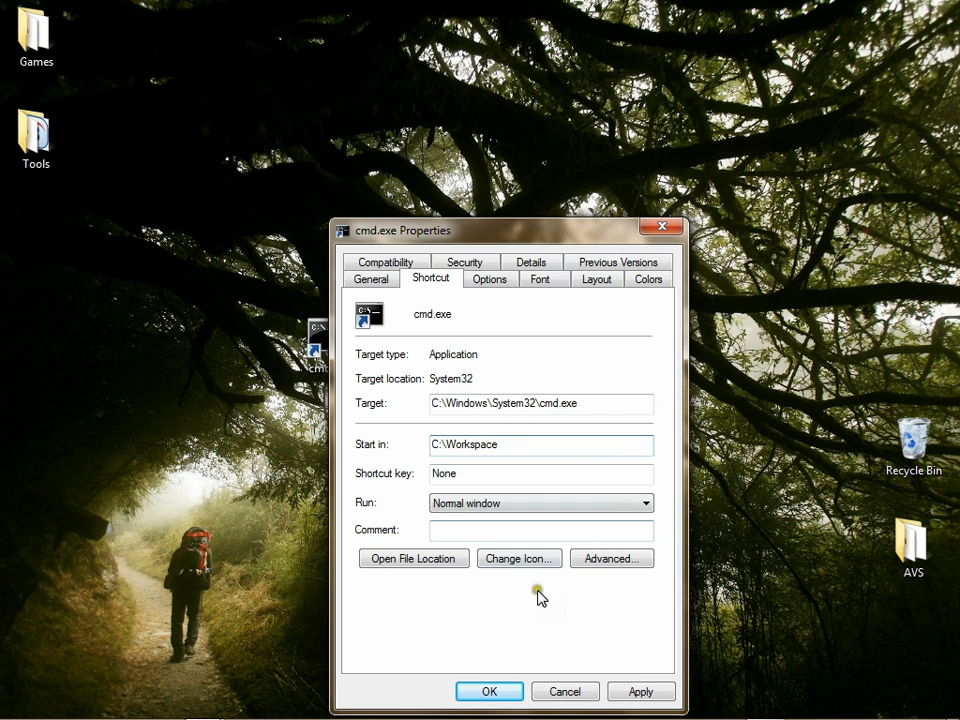 Games
Tools
cmd.exe Properties
Compatibility Security Details Previous Versions
General Shortcut Options Font Layout Colors
C:\
cmd.exe
Target type: Application
Target location: System32
Target: C:\Windows\System32\cmd.exe
Start in: C:\Workspace
Shortcut key: None
Run: Normal window
Comment:
Open File Location Change Icon... Advanced...
OK Cancel Apply
Recycle Bin
AVS